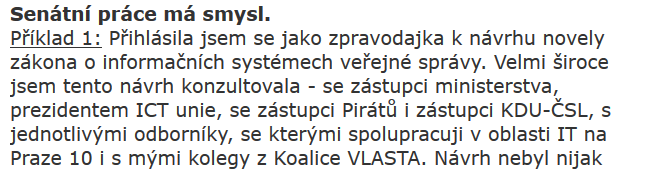 Senátní práce má smysl.
Příklad 1: Přihlásila jsem se jako zpravodajka k návrhu novely
zákona o informačních systémech veřejné správy. Velmi široce
jsem tento návrh konzultovala - se zástupci ministerstva,
prezidentem ICT unie, se zástupci Pirátů i zástupci KDU-ČSL, s
jednotlivými odborníky, se kterými spolupracuji v oblasti IT na
Praze 10 i s mými kolegy z Koalice VLASTA. Návrh nebyl nijak